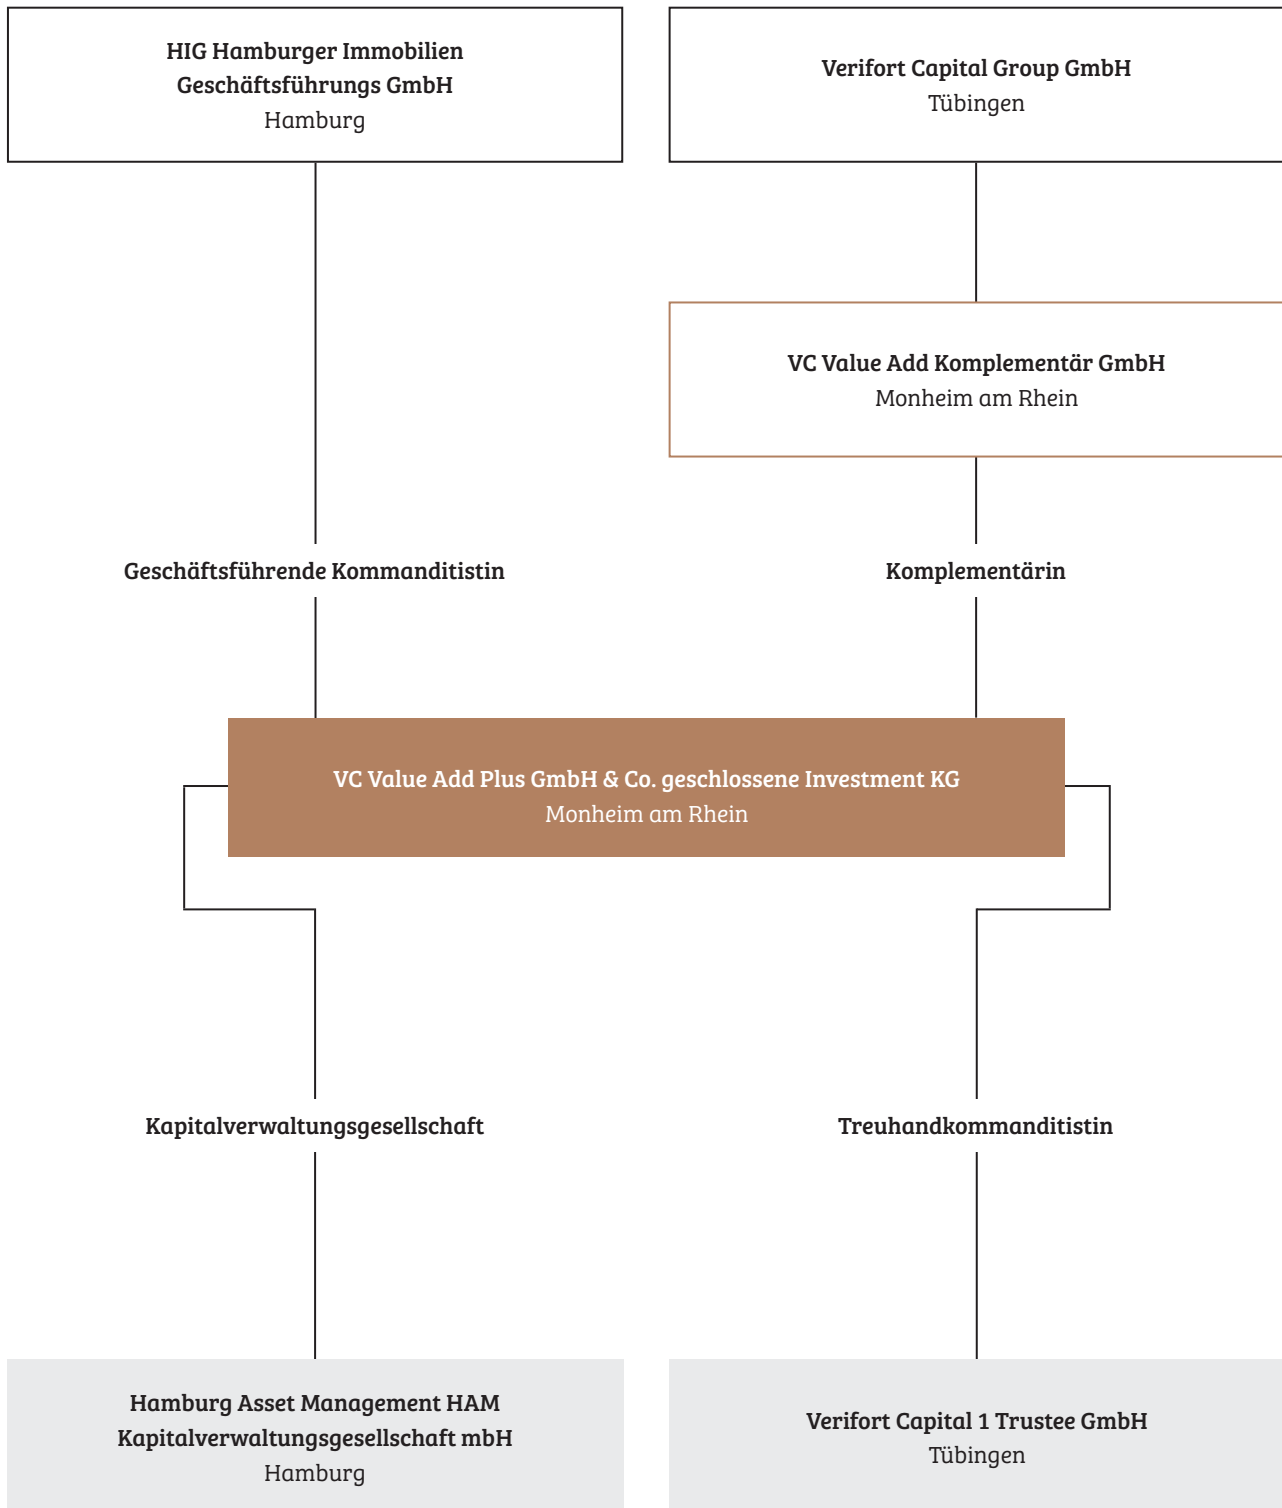 HIG Hamburger Immobilien
Geschäftsführungs GmbH
Hamburg
Verifort Capital Group GmbH
Tübingen
VC Value Add Komplementär GmbH
Monheim am Rhein
Geschäftsführende Kommanditistin
Komplementärin
VC Value Add Plus GmbH & Co. geschlossene Investment KG
Monheim am Rhein
Kapitalverwaltungsgesellschaft
Treuhandkommanditistin
Hamburg Asset Management HAM
Kapitalverwaltungsgesellschaft mbH
Hamburg
Verifort Capital 1 Trustee GmbH
Tübingen